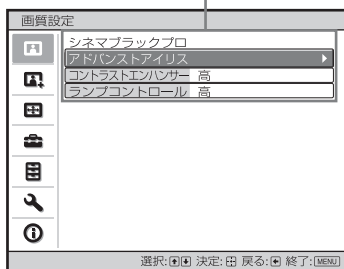 画質設定
シネマブラックプロ
アドバンストアイリス
コントラストエンハンサー 高
ランプコントロール 高
選択: 決定: 戻る: 終了:MENU